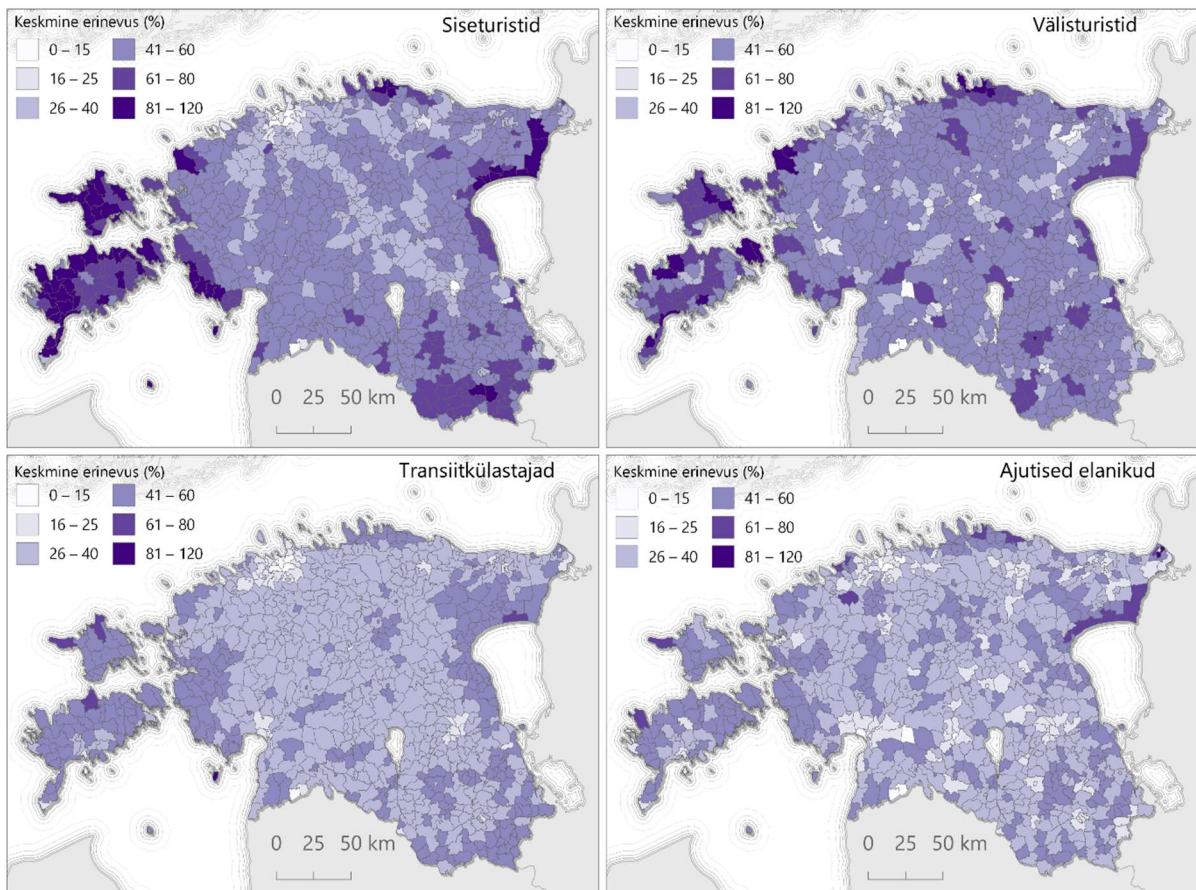 Keskmine erinevus (%)
Siseturistid
0 – 15
41 – 60
16 – 25
61 – 80
26 – 40
81 – 120
0 25 50 km
Keskmine erinevus (%)
Välisturistid
0 – 15
41 – 60
16 – 25
61 – 80
26 – 40
81 – 120
0 25 50 km
Keskmine erinevus (%)
Transiitkülastajad
0 – 15
41 – 60
16 – 25
61 – 80
26 – 40
81 – 120
0 25 50 km
Keskmine erinevus (%)
Ajutised elanikud
0 – 15
41 – 60
16 – 25
61 – 80
26 – 40
81 – 120
0 25 50 km